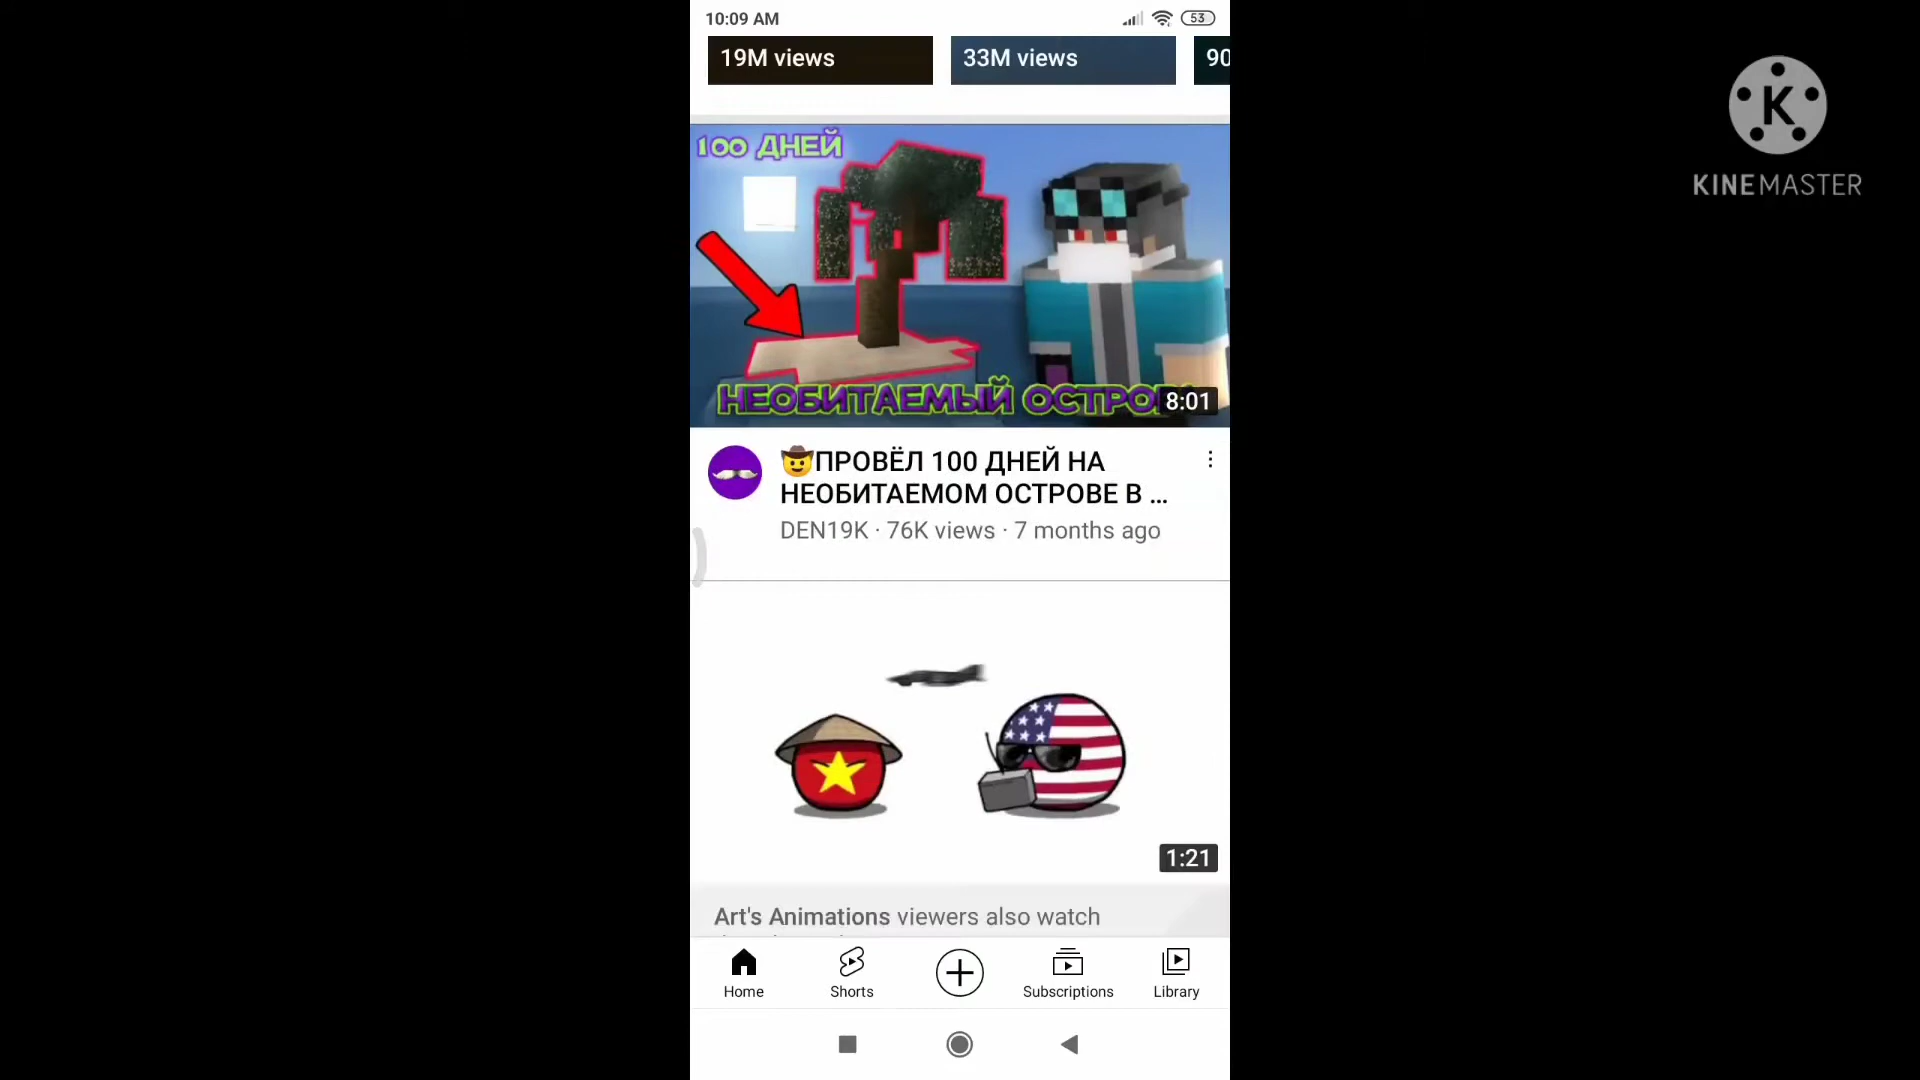 10:09 AM
53
19M views
33M views
90
100 ДНЕЙ
НЕОБИТАЕМЫЙ ОСТРО
8:01
🤠ПРОВЁЛ 100 ДНЕЙ НА
НЕОБИТАЕМОМ ОСТРОВЕ В ...
DEN19K · 76K views · 7 months ago
1:21
Art's Animations viewers also watch
Home
Shorts
Subscriptions
Library
K
KINEMASTER